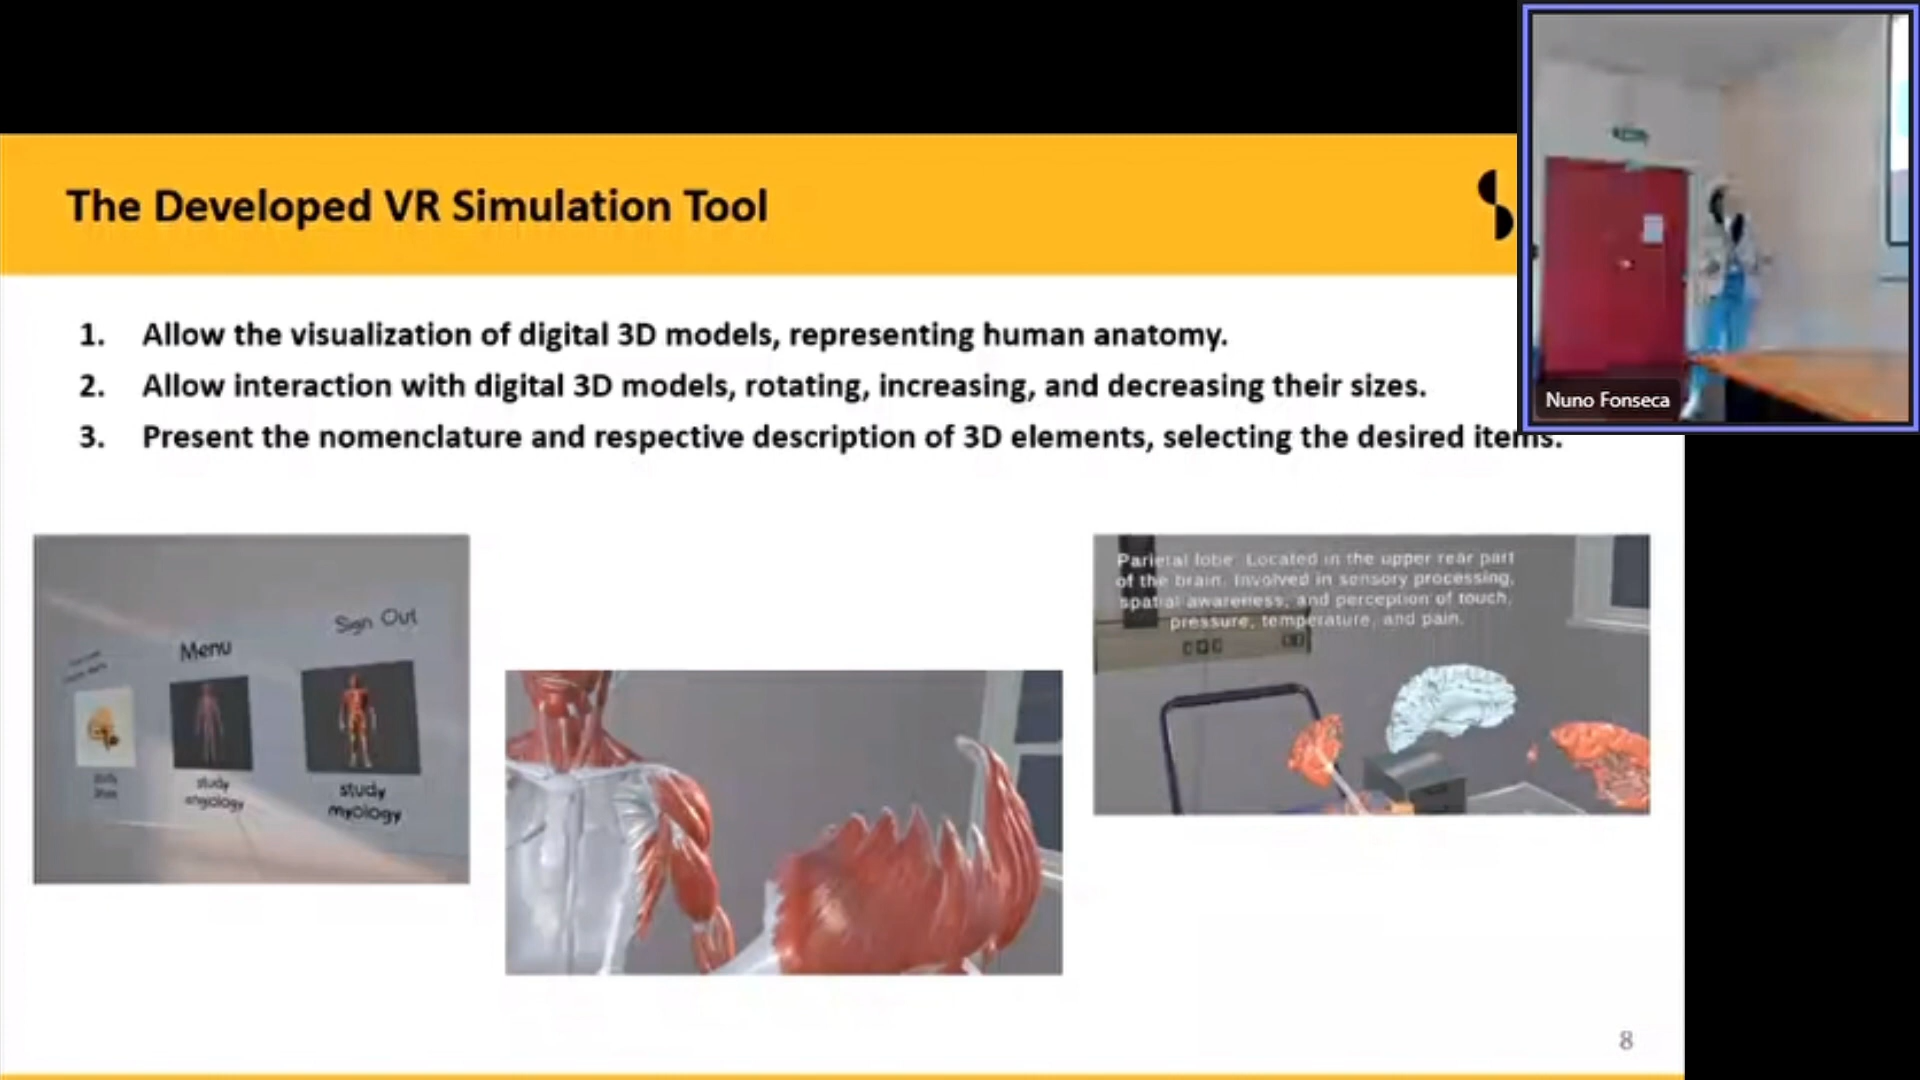 The Developed VR Simulation Tool
1. Allow the visualization of digital 3D models, representing human anatomy.
2. Allow interaction with digital 3D models, rotating, increasing, and decreasing their sizes.
3. Present the nomenclature and respective description of 3D elements, selecting the desired items.
Nuno Fonseca
Sign Out
Menu
study
angiology
study
myology
Parietal lobe: Located in the upper rear part
of the brain. Involved in sensory processing,
spatial awareness, and perception of touch,
pressure, temperature, and pain.
8